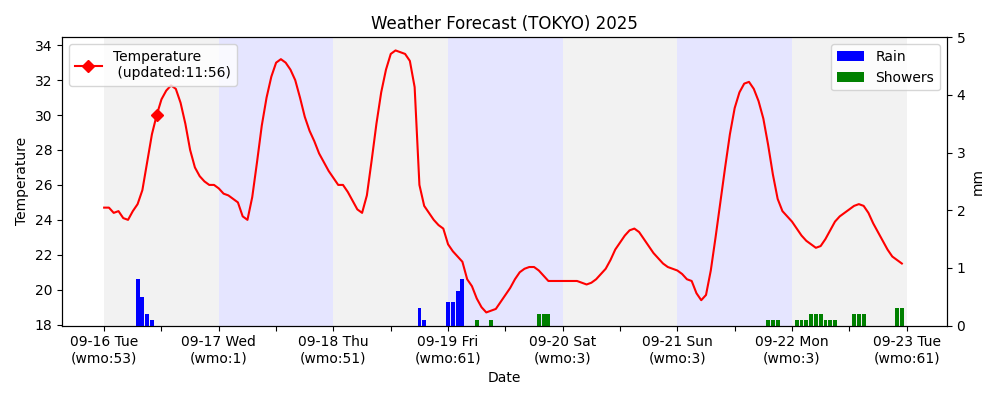 Weather Forecast (TOKYO) 2025
Temperature
(updated:11:56)
Rain
Showers
34
32
30
28
26
24
22
20
18
Temperature
5
4
3
2
1
0
mm
09-16 Tue
(wmo:53)
09-17 Wed
(wmo:1)
09-18 Thu
(wmo:51)
09-19 Fri
(wmo:61)
09-20 Sat
(wmo:3)
09-21 Sun
(wmo:3)
09-22 Mon
(wmo:3)
09-23 Tue
(wmo:61)
Date